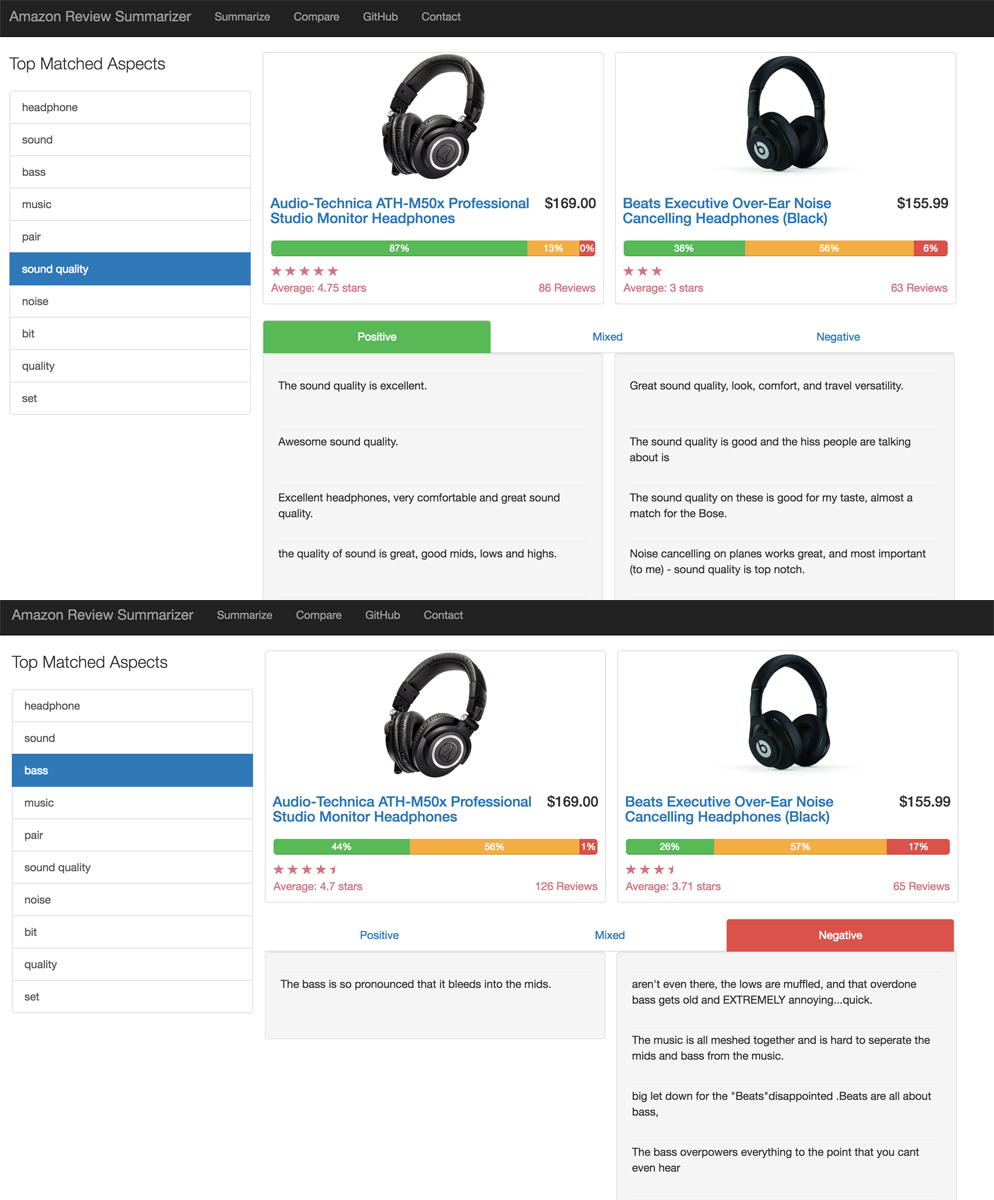 Amazon Review Summarizer Summarize Compare GitHub Contact
Top Matched Aspects
headphone
sound
bass
music
pair
sound quality
noise
bit
quality
set
Audio-Technica ATH-M50x Professional $169.00
Studio Monitor Headphones
87% 13% 0%
Average: 4.75 stars 86 Reviews
Beats Executive Over-Ear Noise $155.99
Cancelling Headphones (Black)
38% 56% 6%
Average: 3 stars 63 Reviews
Positive Mixed Negative
The sound quality is excellent.
Awesome sound quality.
Excellent headphones, very comfortable and great sound
quality.
the quality of sound is great, good mids, lows and highs.
Great sound quality, look, comfort, and travel versatility.
The sound quality is good and the hiss people are talking
about is
The sound quality on these is good for my taste, almost a
match for the Bose.
Noise cancelling on planes works great, and most important
(to me) - sound quality is top notch.
Amazon Review Summarizer Summarize Compare GitHub Contact
Top Matched Aspects
headphone
sound
bass
music
pair
sound quality
noise
bit
quality
set
Audio-Technica ATH-M50x Professional $169.00
Studio Monitor Headphones
44% 56% 1%
Average: 4.7 stars 126 Reviews
Beats Executive Over-Ear Noise $155.99
Cancelling Headphones (Black)
26% 57% 17%
Average: 3.71 stars 65 Reviews
Positive Mixed Negative
The bass is so pronounced that it bleeds into the mids.
aren't even there, the lows are muffled, and that overdone
bass gets old and EXTREMELY annoying...quick.
The music is all meshed together and is hard to seperate the
mids and bass from the music.
big let down for the "Beats"disappointed .Beats are all about
bass,
The bass overpowers everything to the point that you cant
even hear